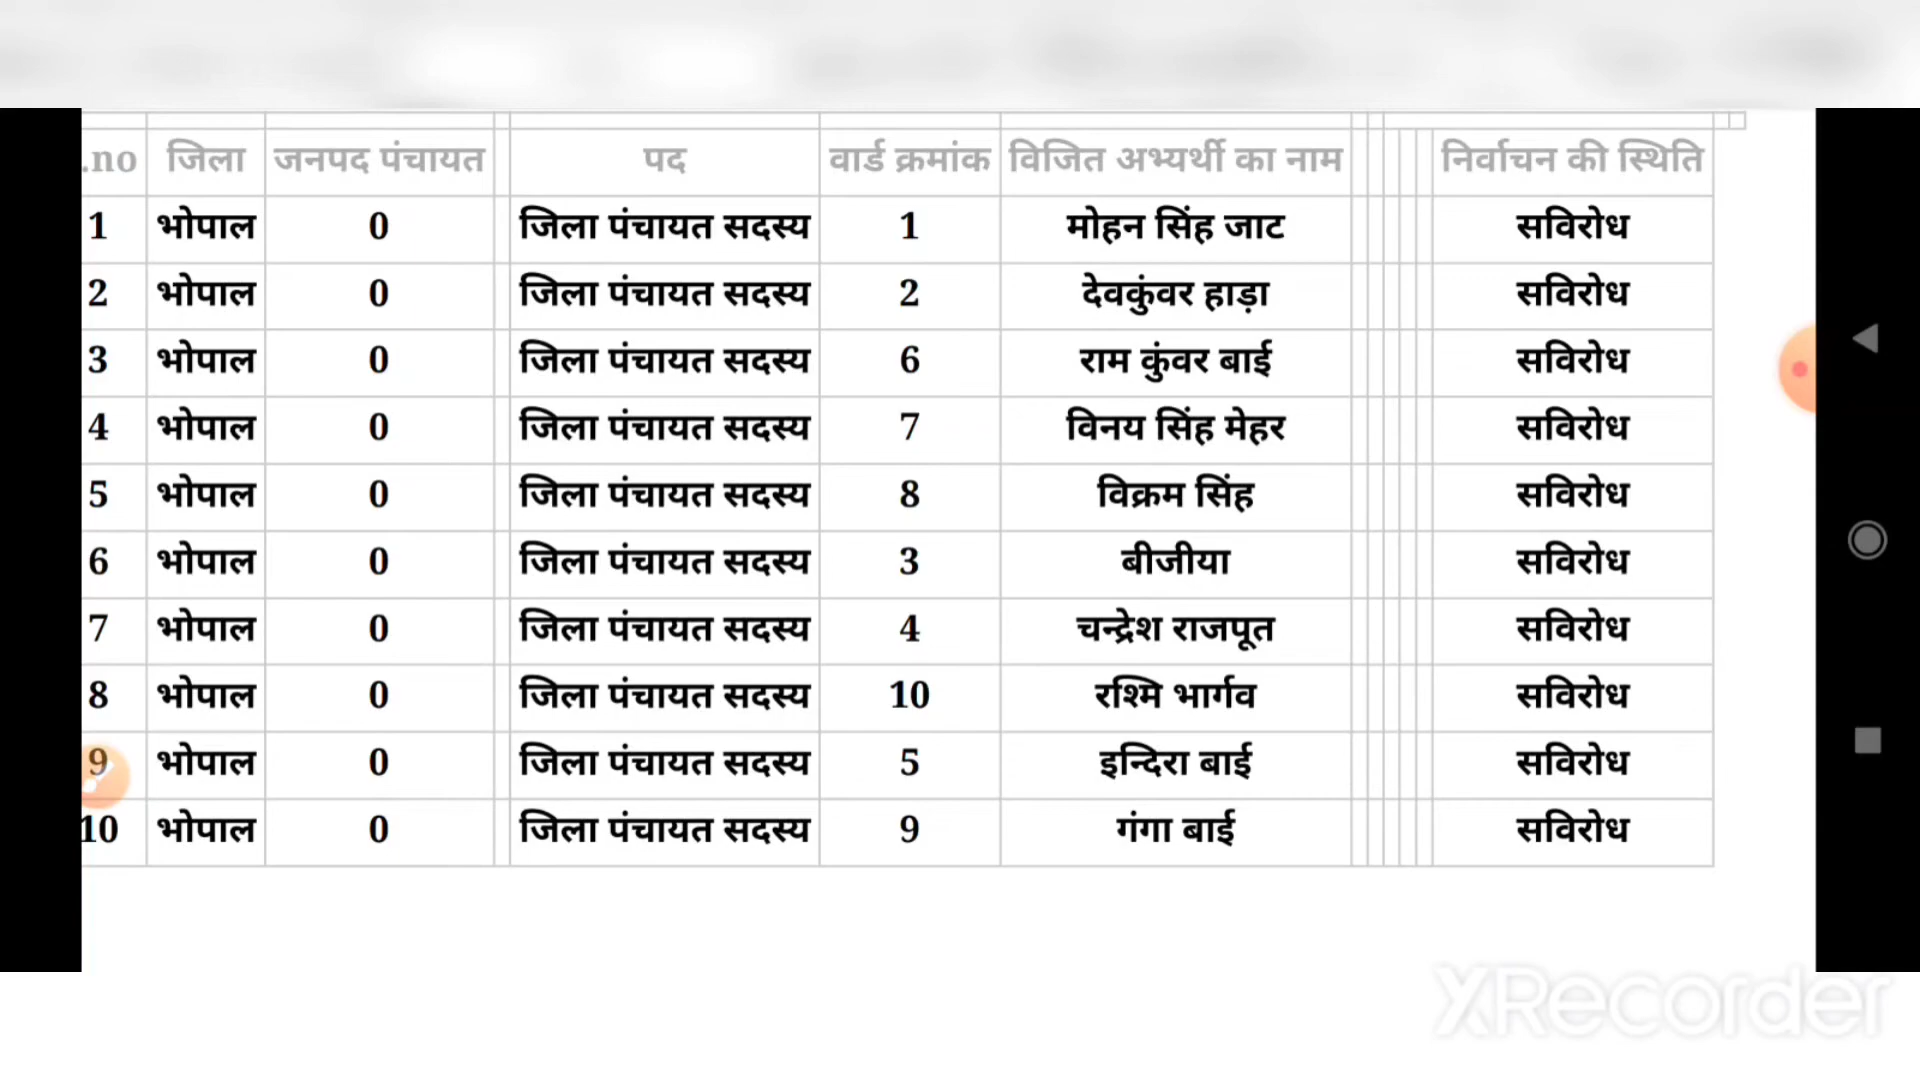 .no जिला जनपद पंचायत पद वार्ड क्रमांक विजित अभ्यर्थी का नाम निर्वाचन की स्थिति
1 भोपाल 0 जिला पंचायत सदस्य 1 मोहन सिंह जाट सविरोध
2 भोपाल 0 जिला पंचायत सदस्य 2 देवकुंवर हाड़ा सविरोध
3 भोपाल 0 जिला पंचायत सदस्य 6 राम कुंवर बाई सविरोध
4 भोपाल 0 जिला पंचायत सदस्य 7 विनय सिंह मेहर सविरोध
5 भोपाल 0 जिला पंचायत सदस्य 8 विक्रम सिंह सविरोध
6 भोपाल 0 जिला पंचायत सदस्य 3 बीजीया सविरोध
7 भोपाल 0 जिला पंचायत सदस्य 4 चन्द्रेश राजपूत सविरोध
8 भोपाल 0 जिला पंचायत सदस्य 10 रश्मि भार्गव सविरोध
9 भोपाल 0 जिला पंचायत सदस्य 5 इन्दिरा बाई सविरोध
10 भोपाल 0 जिला पंचायत सदस्य 9 गंगा बाई सविरोध
XRecorder